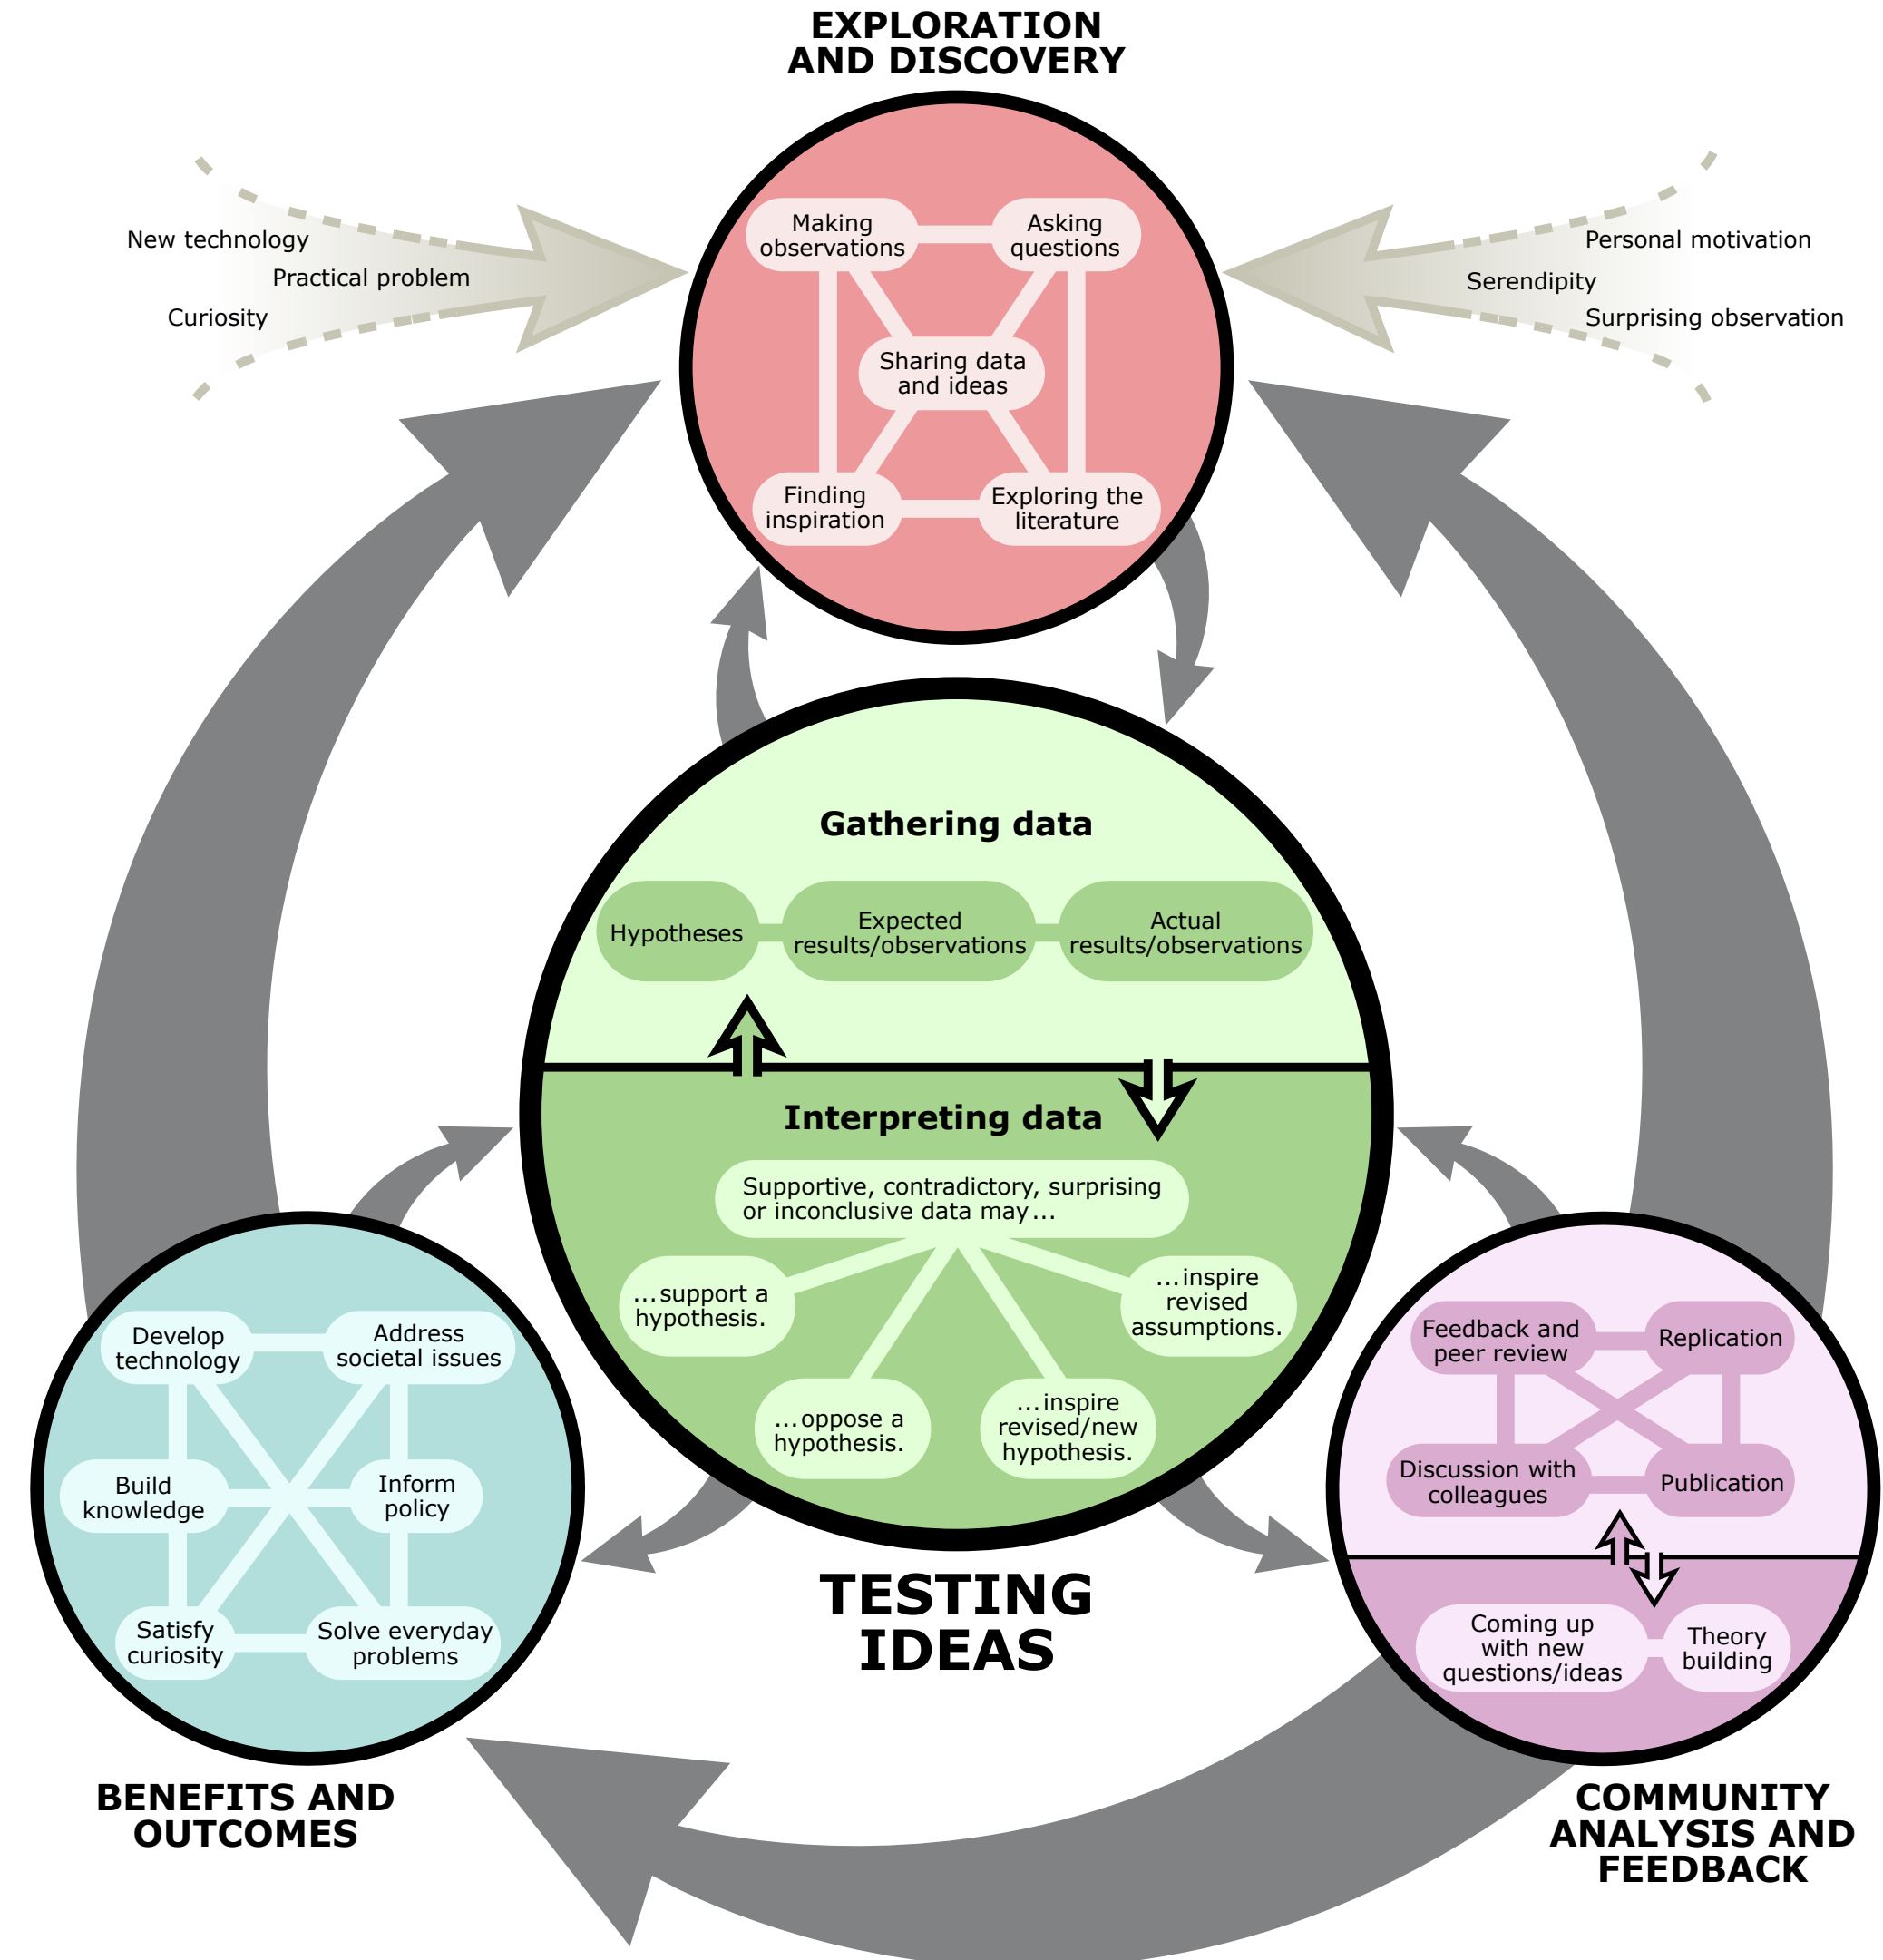 EXPLORATION
AND DISCOVERY
New technology
Practical problem
Curiosity
Personal motivation
Serendipity
Surprising observation
Making
observations
Asking
questions
Sharing data
and ideas
Finding
inspiration
Exploring the
literature
Gathering data
Hypotheses
Expected
results/observations
Actual
results/observations
Interpreting data
Supportive, contradictory, surprising
or inconclusive data may...
...support a
hypothesis.
...oppose a
hypothesis.
...inspire
revised/new
hypothesis.
...inspire
revised
assumptions.
TESTING
IDEAS
Develop
technology
Address
societal issues
Build
knowledge
Inform
policy
Satisfy
curiosity
Solve everyday
problems
BENEFITS AND
OUTCOMES
Feedback and
peer review
Replication
Discussion with
colleagues
Publication
Coming up
with new
questions/ideas
Theory
building
COMMUNITY
ANALYSIS AND
FEEDBACK